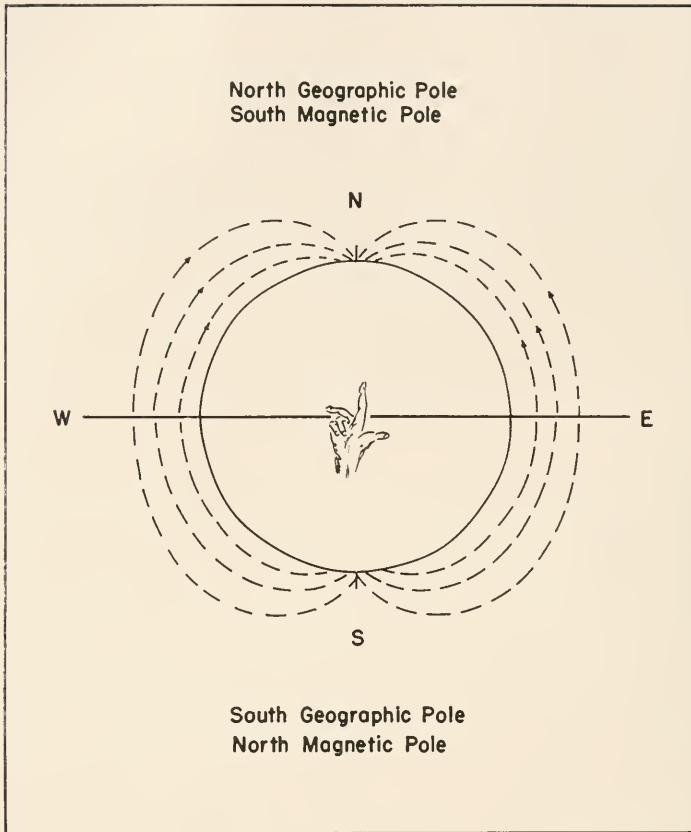 North Geographic Pole
South Magnetic Pole
N
W E
S
South Geographic Pole
North Magnetic Pole